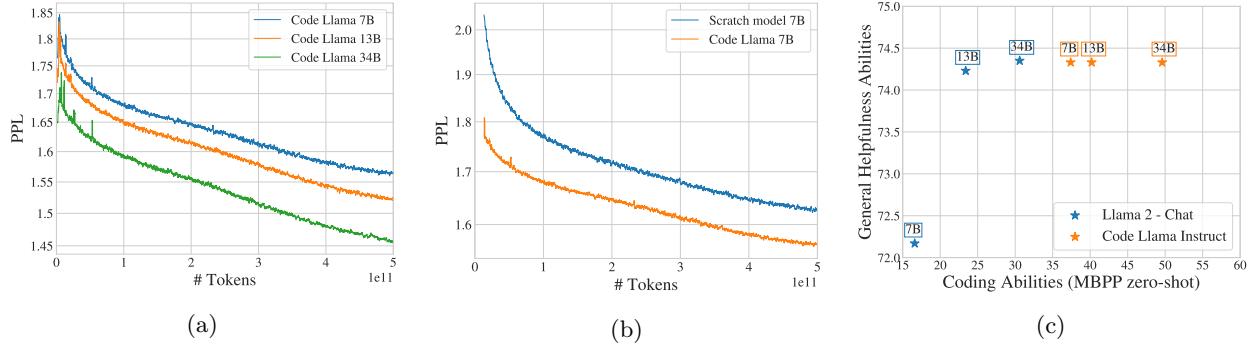 1.85
1.80
1.75
1.70
1.65
1.60
1.55
1.50
1.45
PPL
Code Llama 7B
Code Llama 13B
Code Llama 34B
0
1
2
3
4
5
1e11
# Tokens
(a)
2.0
1.9
1.8
1.7
1.6
PPL
Scratch model 7B
Code Llama 7B
0
1
2
3
4
5
1e11
# Tokens
(b)
75.0
74.5
74.0
73.5
73.0
72.5
72.0
General Helpfulness Abilities
13B
34B
7B
13B
34B
7B
Llama 2 - Chat
Code Llama Instruct
15
20
25
30
35
40
45
50
55
60
Coding Abilities (MBPP zero-shot)
(c)